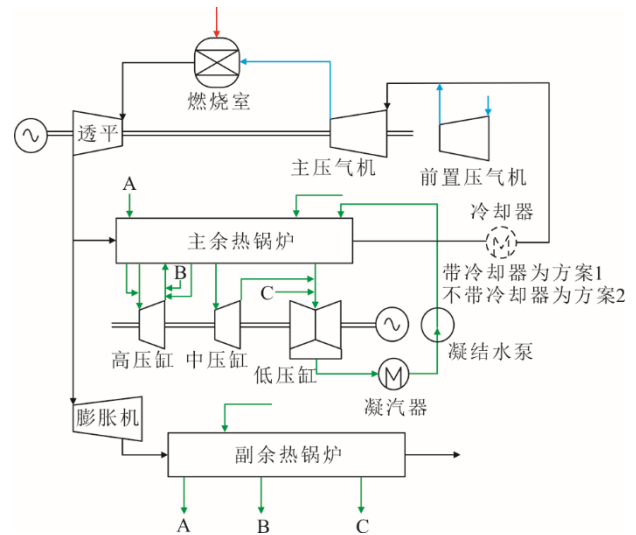 燃烧室
透平
主压气机
前置压气机
A
冷却器
主余热锅炉
M
带冷却器为方案1
不带冷却器为方案2
B
C
高压缸
中压缸
低压缸
凝结水泵
M
凝汽器
膨胀机
副余热锅炉
A
B
C